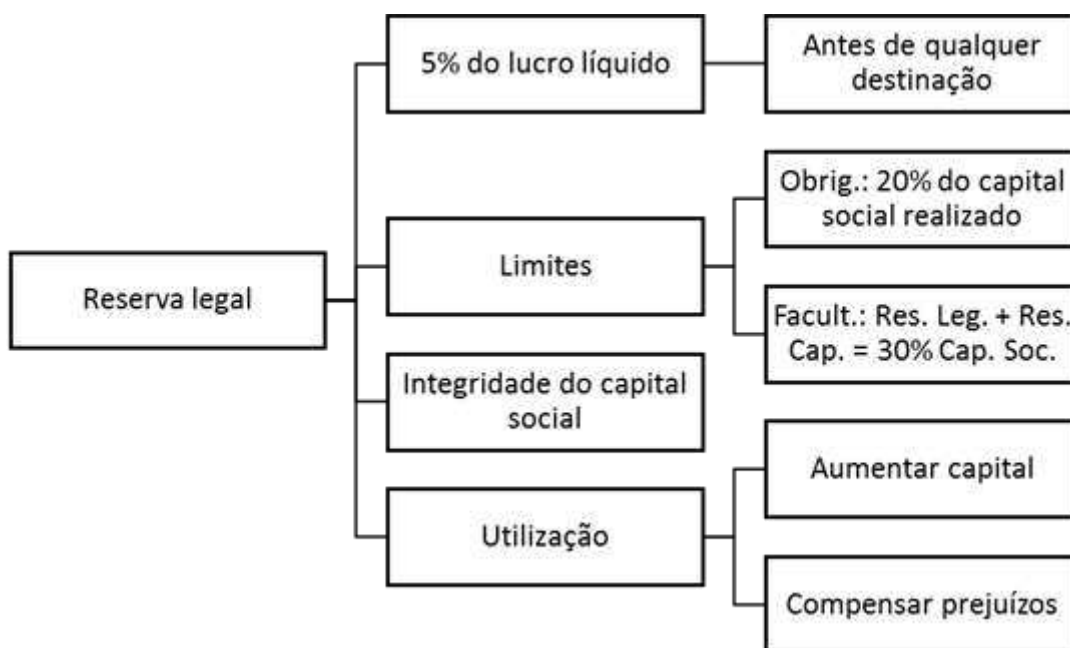 Reserva legal
5% do lucro líquido
Antes de qualquer
destinação
Limites
Obrig.: 20% do capital
social realizado
Facult.: Res. Leg. + Res.
Cap. = 30% Cap. Soc.
Integridade do capital
social
Utilização
Aumentar capital
Compensar prejuízos